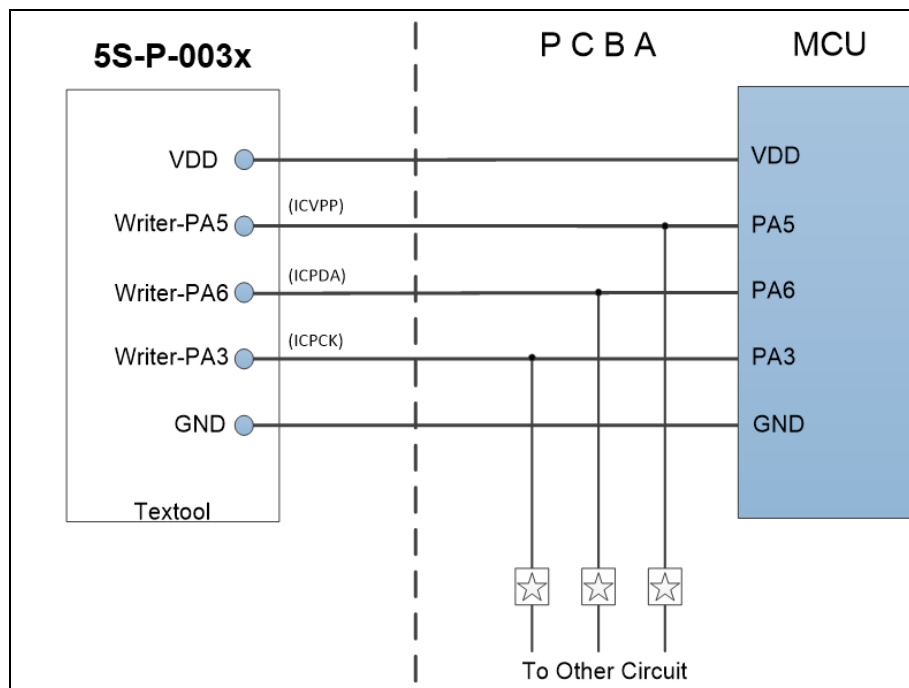 5S-P-003x
P C B A
MCU
VDD
VDD
Writer-PA5
(ICVPP)
PA5
Writer-PA6
(ICPDA)
PA6
Writer-PA3
(ICPCK)
PA3
GND
GND
Textool
To Other Circuit